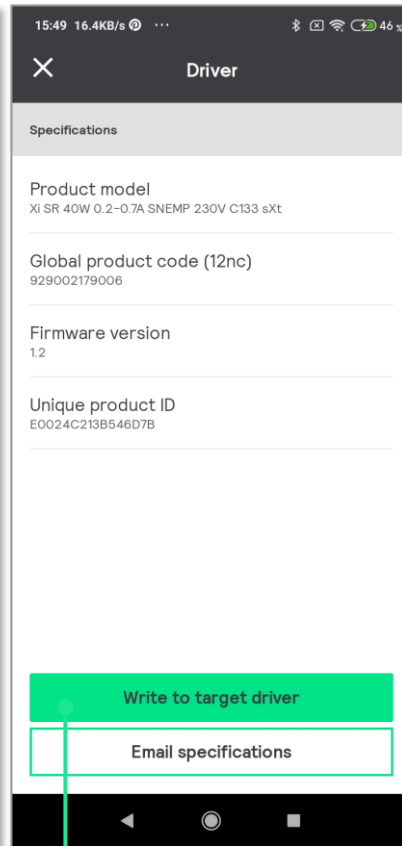 15:49 16.4KB/s ··· 46 %
Driver
Specifications
Product model
Xi SR 40W 0.2-0.7A SNEMP 230V C133 sXt
Global product code (12nc)
929002179006
Firmware version
1.2
Unique product ID
E0024C213B546D7B
Write to target driver
Email specifications